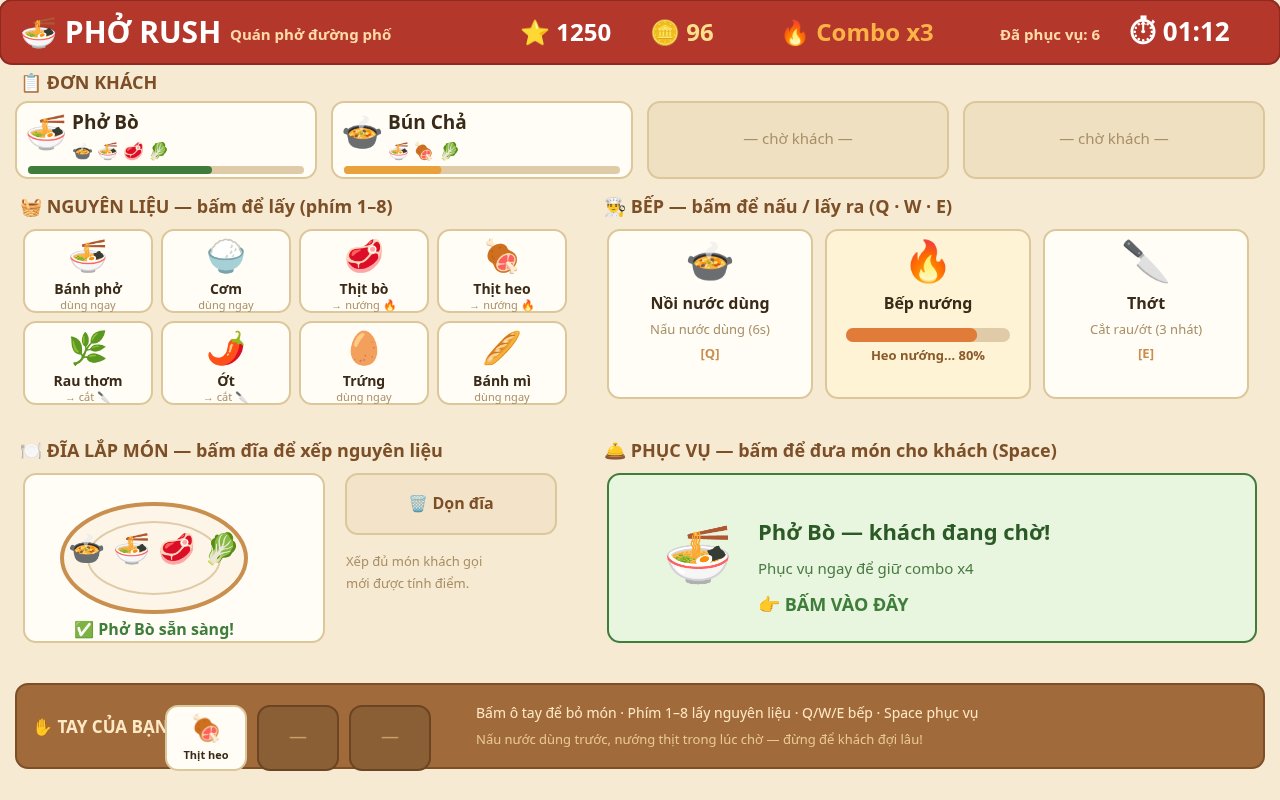 PHỞ RUSH Quán phở đường phố ⭐ 1250 🪙 96 🔥 Combo x3 Đã phục vụ: 6 ⏱ 01:12
📋 ĐƠN KHÁCH
Phở Bò
Bún Chả
— chờ khách —
— chờ khách —
🧺 NGUYÊN LIỆU — bấm để lấy (phím 1–8)
Bánh phở
dùng ngay
Cơm
dùng ngay
Thịt bò
→ nướng 🔥
Thịt heo
→ nướng 🔥
Rau thơm
→ cắt 🔪
Ớt
→ cắt 🔪
Trứng
dùng ngay
Bánh mì
dùng ngay
👨‍🍳 BẾP — bấm để nấu / lấy ra (Q · W · E)
Nồi nước dùng
Nấu nước dùng (6s)
[Q]
Bếp nướng
Heo nướng... 80%
Thớt
Cắt rau/ớt (3 nhát)
[E]
🍽️ ĐĨA LẮP MÓN — bấm đĩa để xếp nguyên liệu
✅ Phở Bò sẵn sàng!
🗑️ Dọn đĩa
Xếp đủ món khách gọi
mới được tính điểm.
🛎️ PHỤC VỤ — bấm để đưa món cho khách (Space)
Phở Bò — khách đang chờ!
Phục vụ ngay để giữ combo x4
👉 BẤM VÀO ĐÂY
✋ TAY CỦA BẠN
Thịt heo
—
—
Bấm ô tay để bỏ món · Phím 1–8 lấy nguyên liệu · Q/W/E bếp · Space phục vụ
Nấu nước dùng trước, nướng thịt trong lúc chờ — đừng để khách đợi lâu!